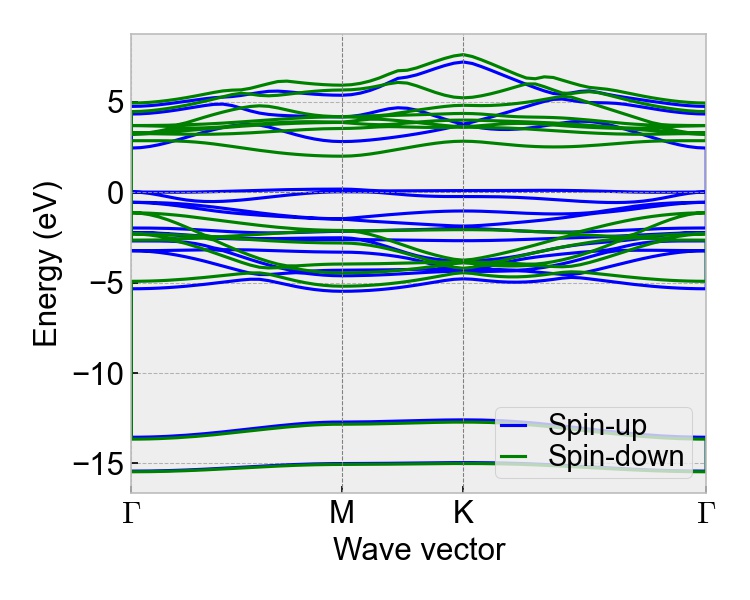 5
0
−5
−10
−15
Energy (eV)
Spin-up
Spin-down
Γ M K Γ
Wave vector